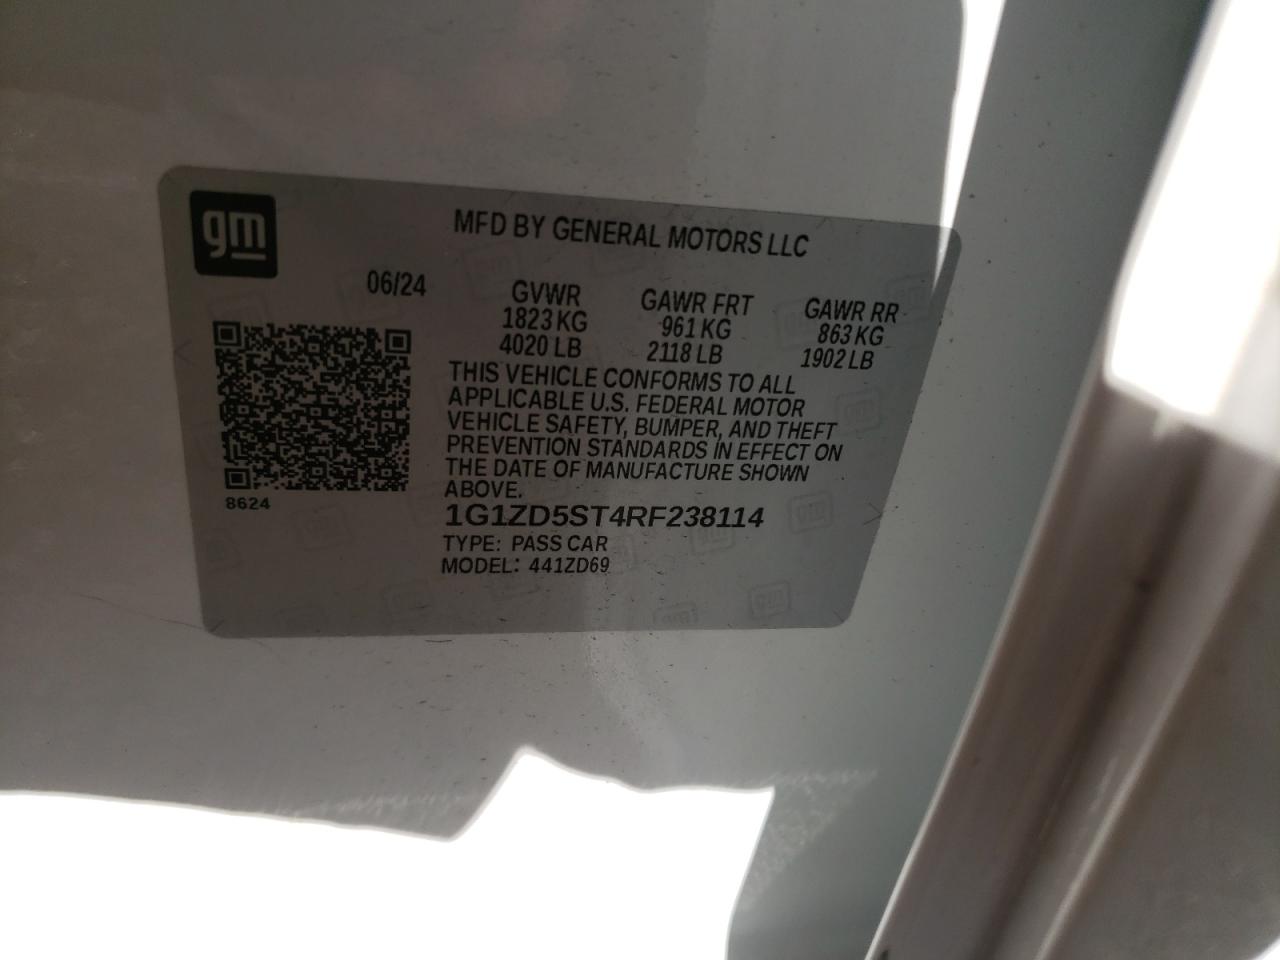 gm
MFD BY GENERAL MOTORS LLC
06/24
GVWR
1823 KG
4020 LB
GAWR FRT
961 KG
2118 LB
GAWR RR
863 KG
1902 LB
THIS VEHICLE CONFORMS TO ALL
APPLICABLE U.S. FEDERAL MOTOR
VEHICLE SAFETY, BUMPER, AND THEFT
PREVENTION STANDARDS IN EFFECT ON
THE DATE OF MANUFACTURE SHOWN
ABOVE.
8624
1G1ZD5ST4RF238114
TYPE: PASS CAR
MODEL: 441ZD69